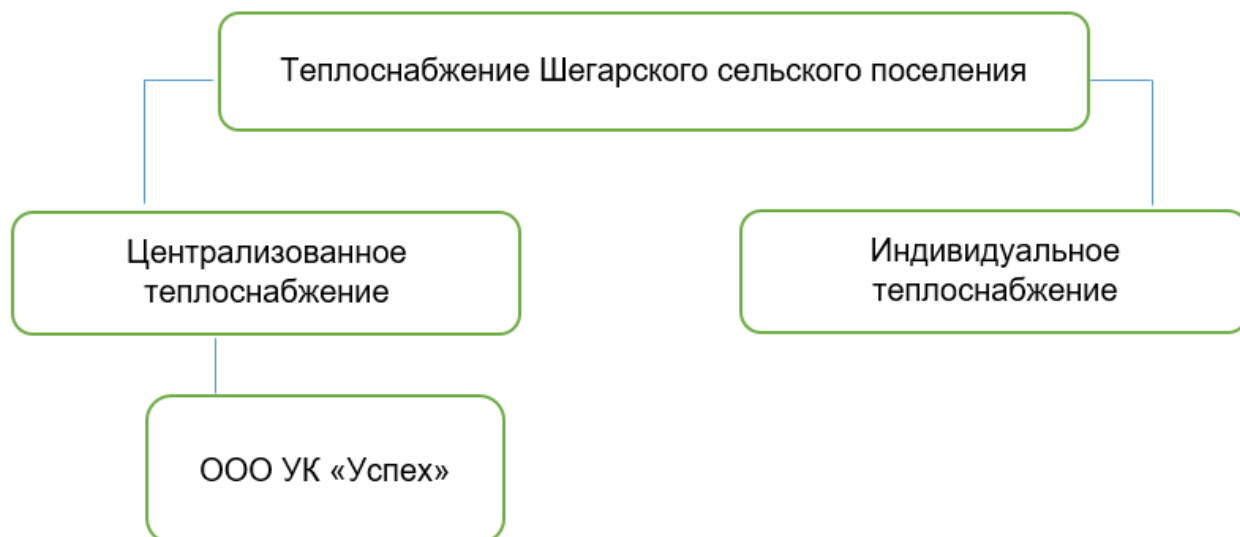 Теплоснабжение Шегарского сельского поселения
Централизованное
теплоснабжение
Индивидуальное
теплоснабжение
ООО УК «Успех»